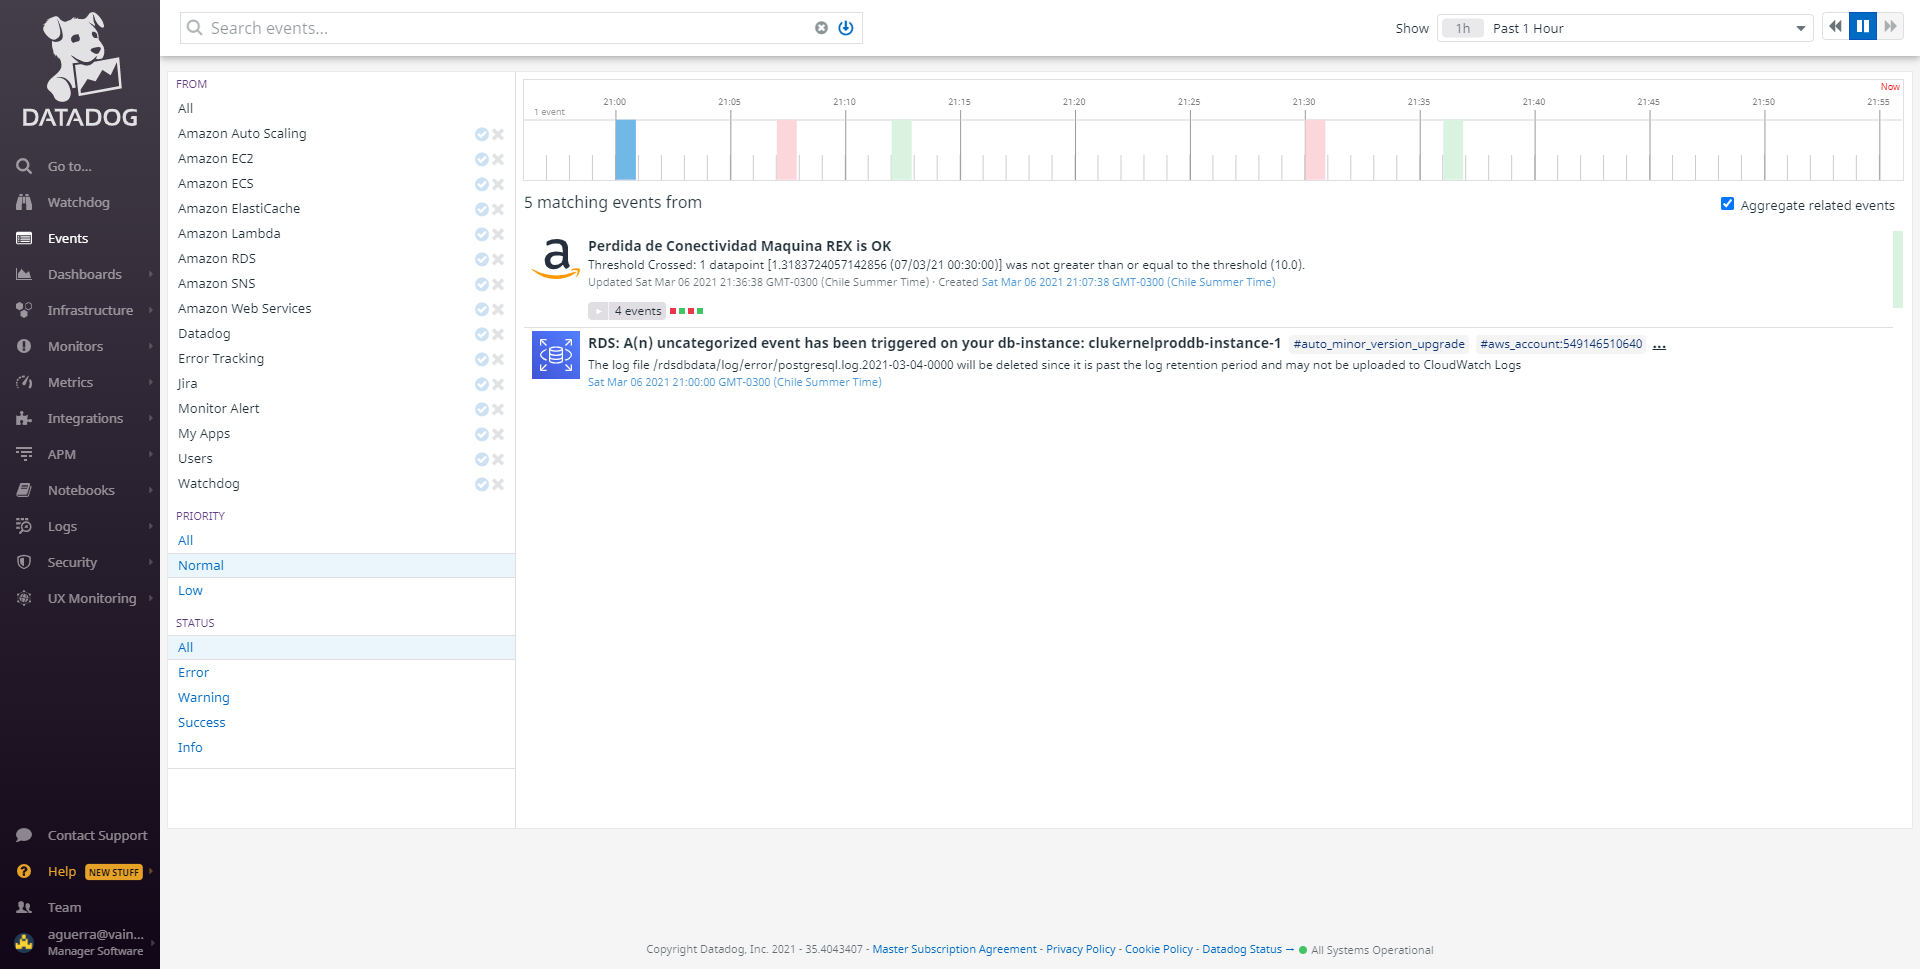 DATADOG
Go to...
Watchdog
Events
Dashboards
Infrastructure
Monitors
Metrics
Integrations
APM
Notebooks
Logs
Security
UX Monitoring
Contact Support
Help NEW STUFF
Team
aguerra@vain...
Manager Software
Search events...
Show 1h Past 1 Hour
FROM
All
Amazon Auto Scaling
Amazon EC2
Amazon ECS
Amazon ElastiCache
Amazon Lambda
Amazon RDS
Amazon SNS
Amazon Web Services
Datadog
Error Tracking
Jira
Monitor Alert
My Apps
Users
Watchdog
PRIORITY
All
Normal
Low
STATUS
All
Error
Warning
Success
Info
Now
21:00 21:05 21:10 21:15 21:20 21:25 21:30 21:35 21:40 21:45 21:50 21:55
1 event
5 matching events from
Aggregate related events
Perdida de Conectividad Maquina REX is OK
Threshold Crossed: 1 datapoint [1.3183724057142856 (07/03/21 00:30:00)] was not greater than or equal to the threshold (10.0).
Updated Sat Mar 06 2021 21:36:38 GMT-0300 (Chile Summer Time) · Created Sat Mar 06 2021 21:07:38 GMT-0300 (Chile Summer Time)
4 events
RDS: A(n) uncategorized event has been triggered on your db-instance: clukernelproddb-instance-1 #auto_minor_version_upgrade #aws_account:549146510640 ...
The log file /rdsdbdata/log/error/postgresql.log.2021-03-04-0000 will be deleted since it is past the log retention period and may not be uploaded to CloudWatch Logs
Sat Mar 06 2021 21:00:00 GMT-0300 (Chile Summer Time)
Copyright Datadog, Inc. 2021 - 35.4043407 - Master Subscription Agreement - Privacy Policy - Cookie Policy - Datadog Status → All Systems Operational